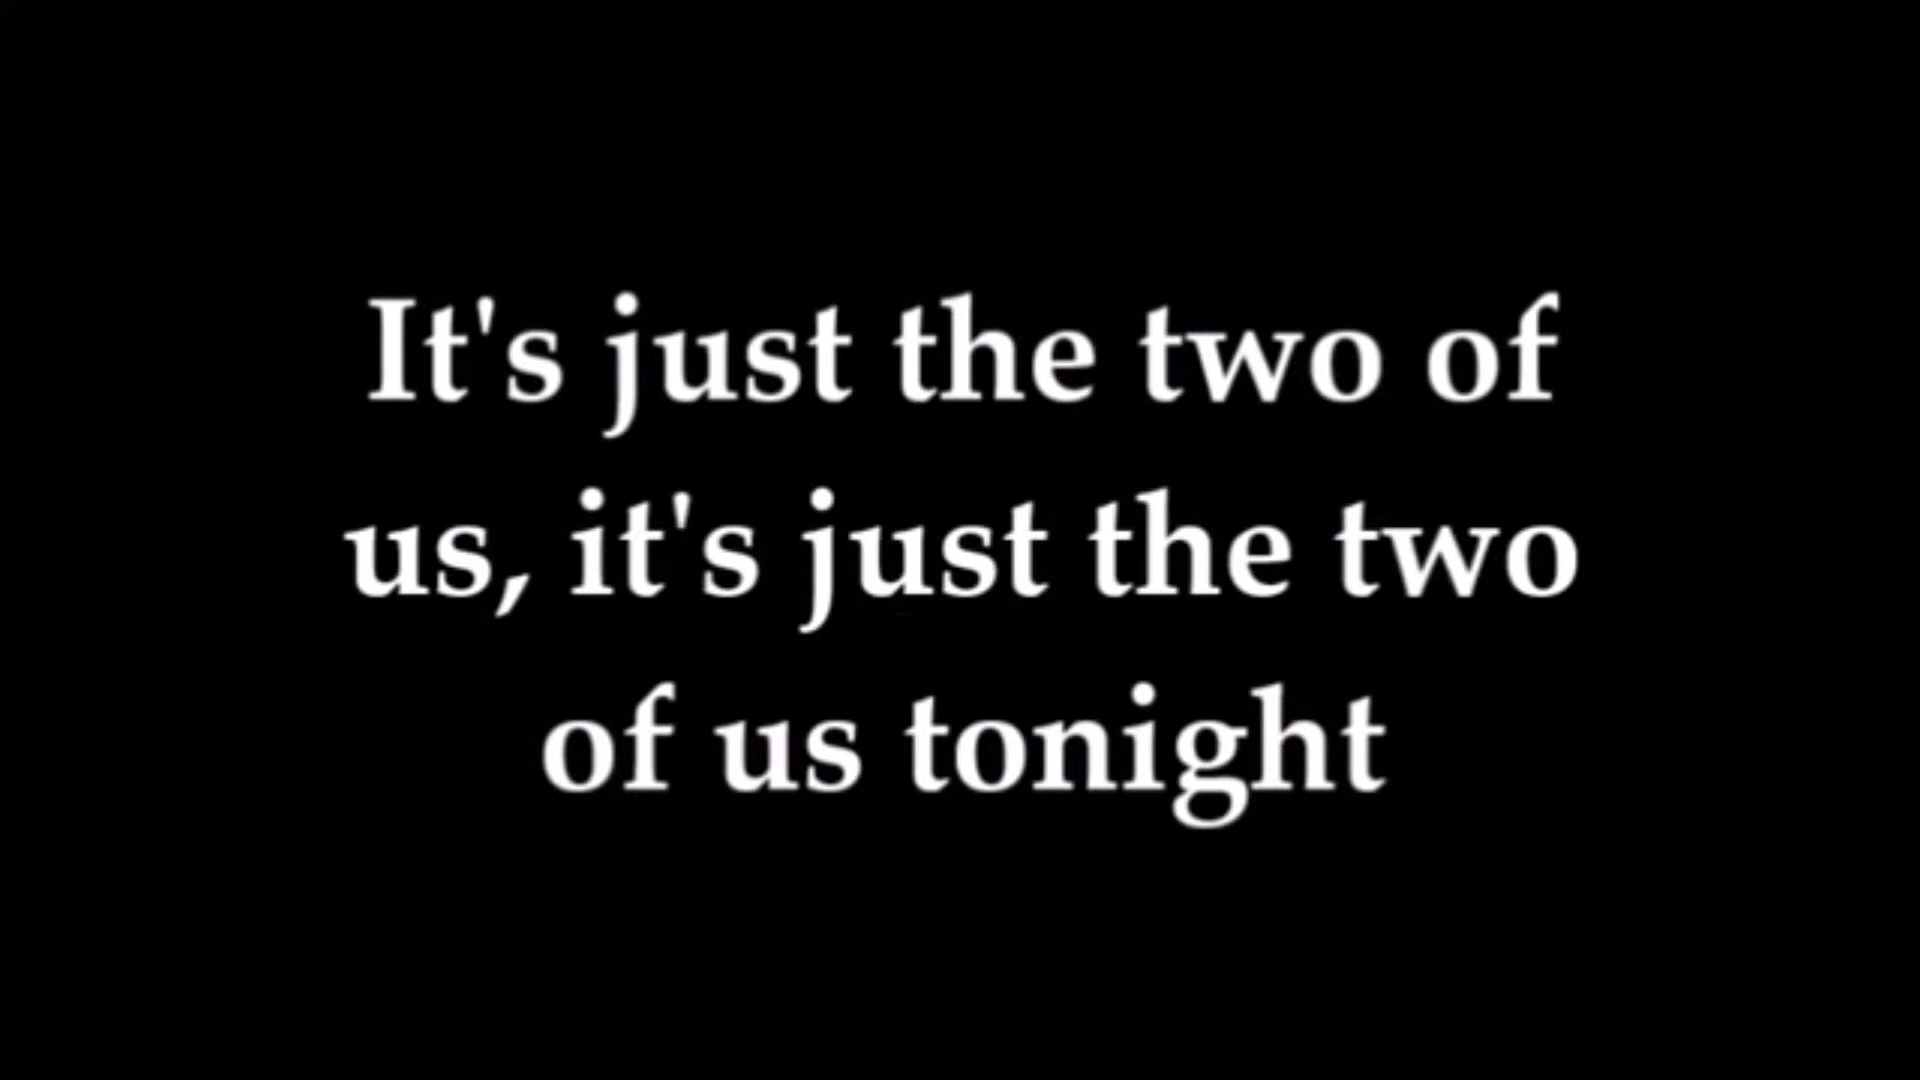 It's just the two of
us, it's just the two
of us tonight